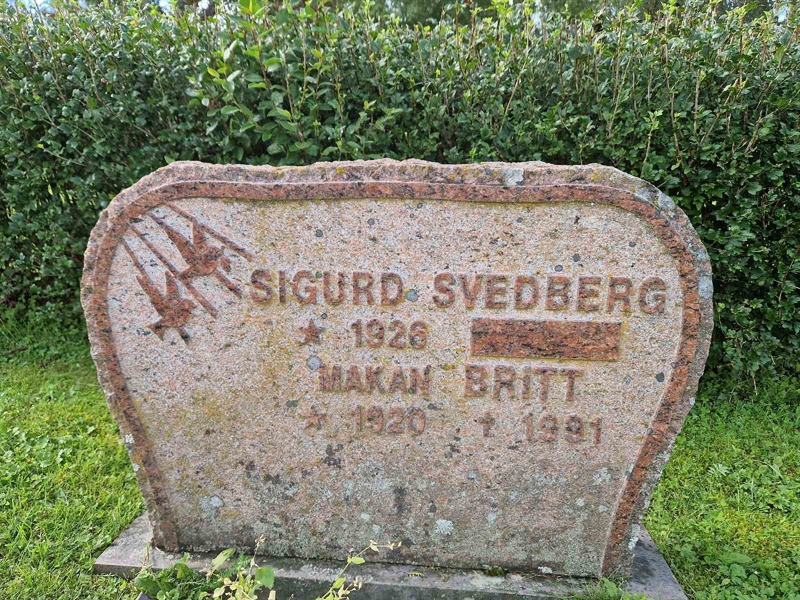 SIGURD SVEDBERG
★ 1926
MAKAN BRITT
★ 1920 ✝ 1991